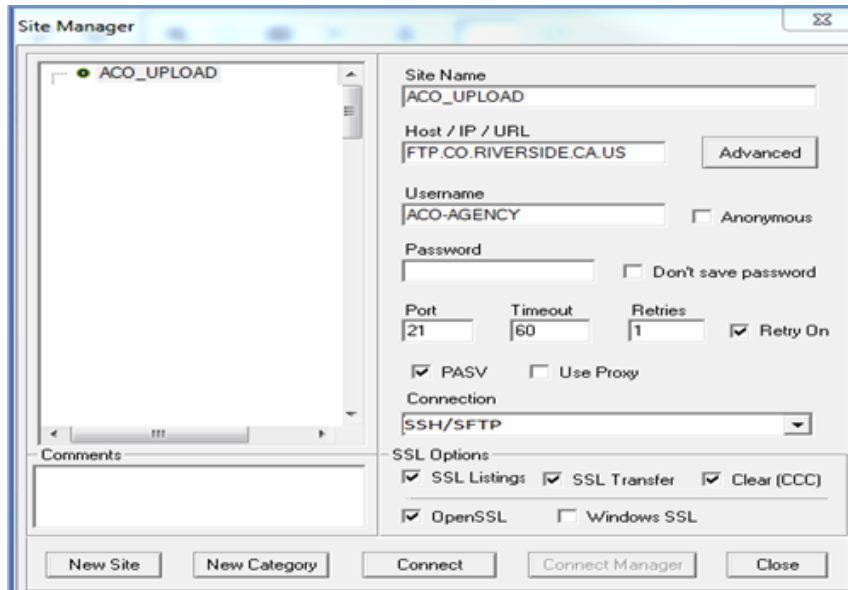 Site Manager
ACO_UPLOAD
Site Name
ACO_UPLOAD
Host / IP / URL
FTP.CO.RIVERSIDE.CA.US
Advanced
Username
ACO-AGENCY
Anonymous
Password
Don't save password
Port Timeout Retries
21 60 1 Retry On
PASV Use Proxy
Connection
SSH/SFTP
Comments
SSL Options
SSL Listings SSL Transfer Clear (CCC)
OpenSSL Windows SSL
New Site New Category Connect Connect Manager Close